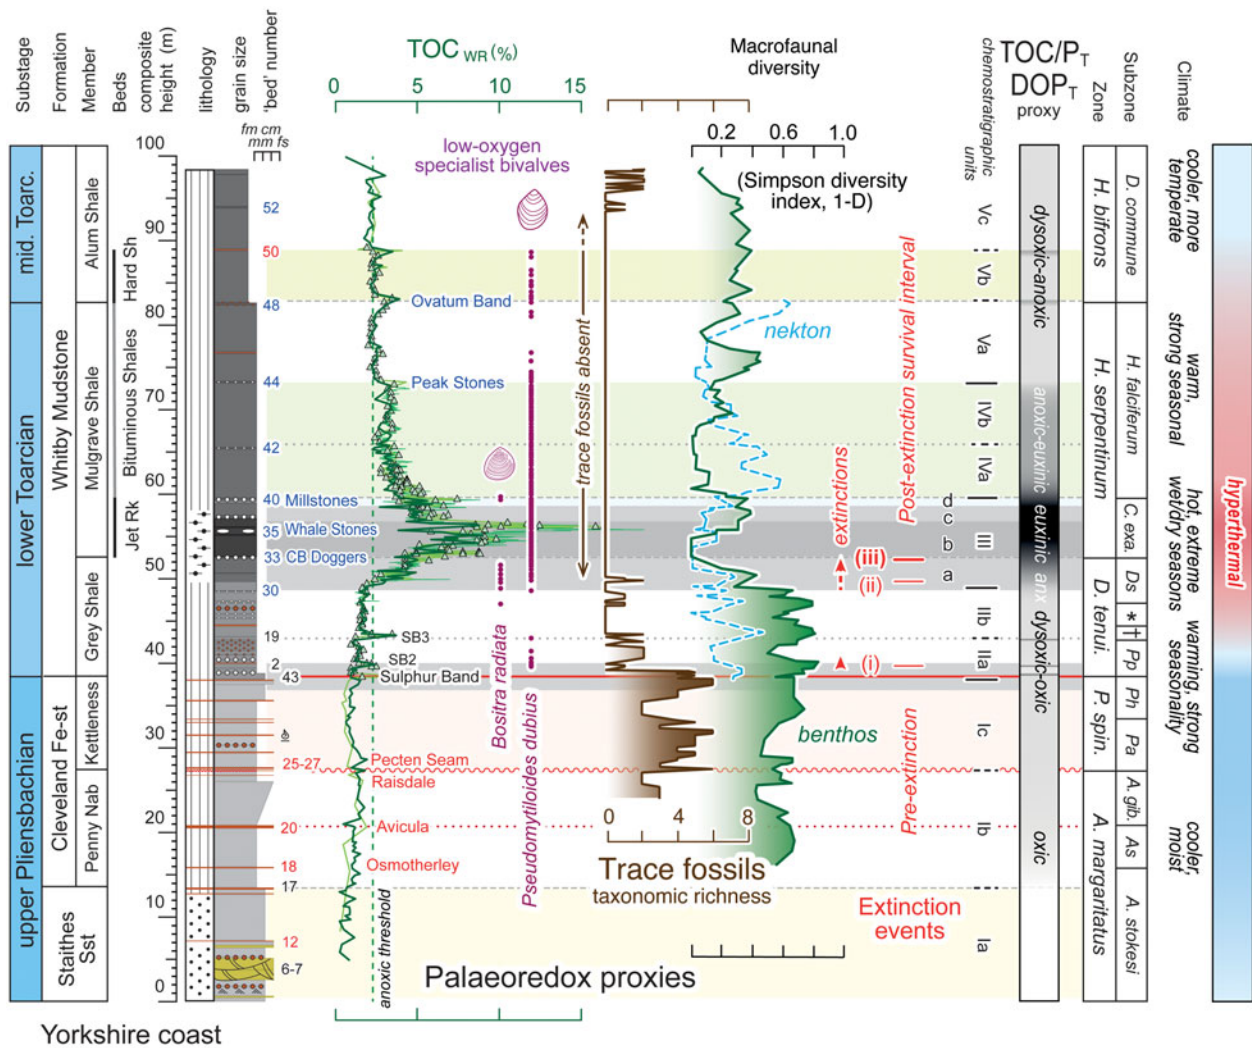 Substage
Formation
Member
Beds
composite
height (m)
lithology
grain size
'bed' number
fm cm
mm fs
TOC WR (%)
0 5 10 15
low-oxygen
specialist bivalves
Macrofaunal
diversity
0.2 0.6 1.0
(Simpson diversity
index, 1-D)
chemostratigraphic
units
TOC/PT
DOPT
proxy
Zone
Subzone
Climate
upper Pliensbachian
lower Toarcian
mid. Toarc.
Staithes
Sst
Cleveland Fe-st
Whitby Mudstone
Penny Nab
Kettleness
Grey Shale
Mulgrave Shale
Alum Shale
Jet Rk
Bituminous Shales
Hard Sh
100
90
80
70
60
50
40
30
20
10
0
52
50
48 Ovatum Band
44 Peak Stones
42
40 Millstones
35 Whale Stones
33 CB Doggers
30
19 SB3
2 SB2
43 Sulphur Band
25-27 Pecten Seam
Raisdale
20 Avicula
18 Osmotherley
17
12
6-7
anoxic threshold
Bositra radiata
Pseudomytiloides dubius
trace fossils absent
0 4 8
Trace fossils
taxonomic richness
nekton
benthos
Palaeoredox proxies
Extinction
events
Pre-extinction
extinctions
Post-extinction survival interval
(iii)
(ii)
(i)
Vc
Vb
Va
IVb
IVa
III
d
c
b
a
IIb
IIa
Ic
Ib
Ia
dysoxic-anoxic
anoxic-euxinic
euxinic
anx
dysoxic-oxic
oxic
H. bifrons
H. serpentinum
D. tenui.
P. spin.
A. margaritatus
D. commune
H. falciferum
C. exa.
Ds
*
†
Pp
Ph
Pa
A. gib.
As
A. stokesi
cooler, more
temperate
warm,
strong seasonal
hot, extreme
wet/dry seasons
warming, strong
seasonality
cooler,
moist
hyperthermal
Yorkshire coast